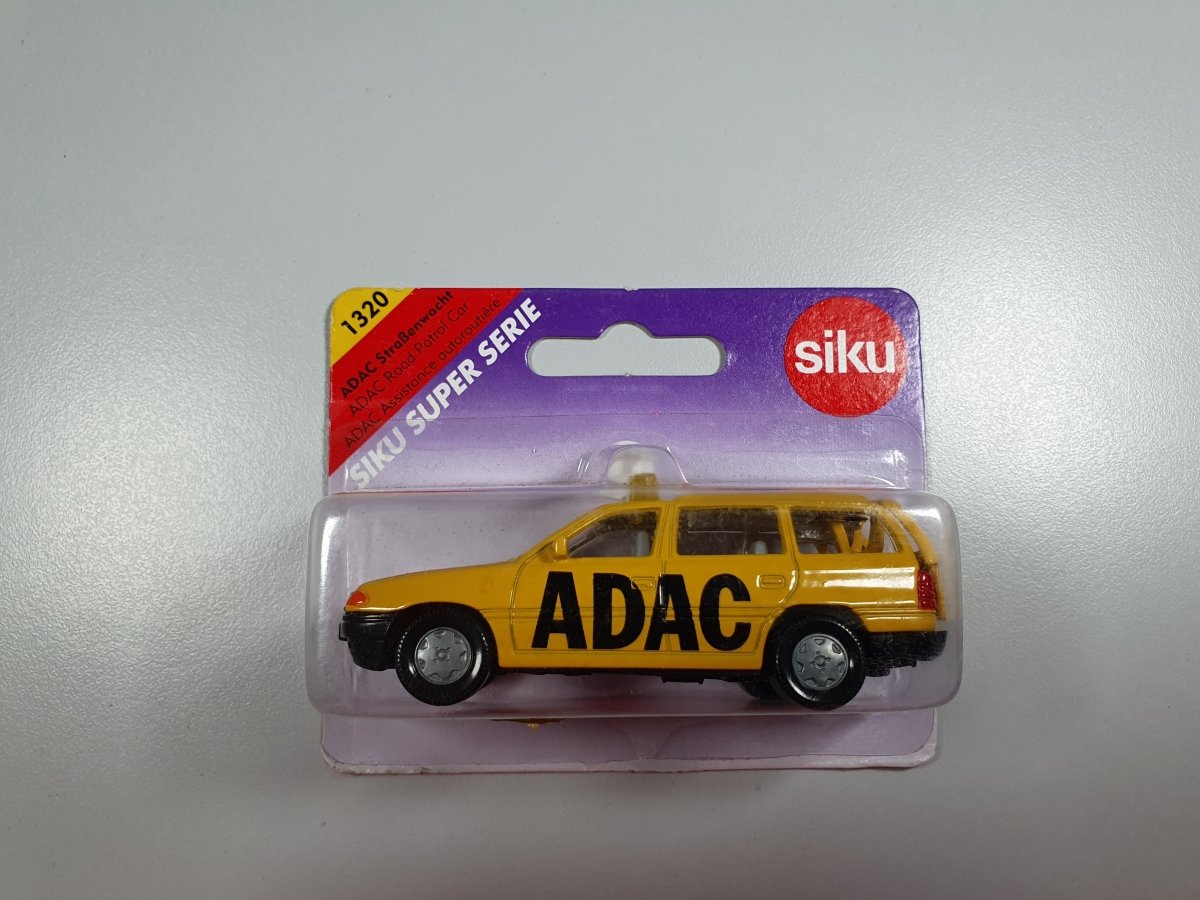 1320
ADAC Straßenwacht
ADAC Road Patrol Car
ADAC Assistance autoroutière
SIKU SUPER SERIE
siku
ADAC